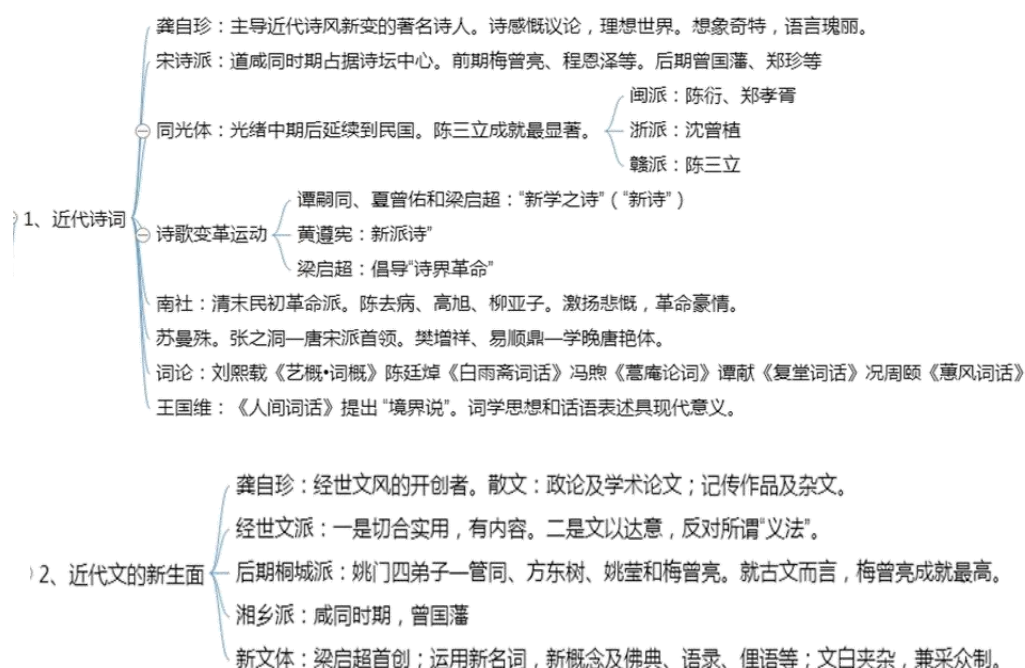 龚自珍：主导近代诗风新变的著名诗人。诗感慨议论，理想世界。想象奇特，语言瑰丽。
宋诗派：道咸同时期占据诗坛中心。前期梅曾亮、程恩泽等。后期曾国藩、郑珍等
闽派：陈衍、郑孝胥
同光体：光绪中期后延续到民国。陈三立成就最显著。
浙派：沈曾植
赣派：陈三立
谭嗣同、夏曾佑和梁启超："新学之诗"（"新诗"）
1、近代诗词
诗歌变革运动
黄遵宪：新派诗"
梁启超：倡导"诗界革命"
南社：清末民初革命派。陈去病、高旭、柳亚子。激扬悲慨，革命豪情。
苏曼殊。张之洞—唐宋派首领。樊增祥、易顺鼎—学晚唐艳体。
词论：刘熙载《艺概•词概》陈廷焯《白雨斋词话》冯煦《蒿庵论词》谭献《复堂词话》况周颐《蕙风词话》
王国维：《人间词话》提出 "境界说"。词学思想和话语表述具现代意义。
龚自珍：经世文风的开创者。散文：政论及学术论文；记传作品及杂文。
经世文派：一是切合实用，有内容。二是文以达意，反对所谓"义法"。
2、近代文的新生面
后期桐城派：姚门四弟子—管同、方东树、姚莹和梅曾亮。就古文而言，梅曾亮成就最高。
湘乡派：咸同时期，曾国藩
新文体：梁启超首创；运用新名词，新概念及佛典、语录、俚语等；文白夹杂，兼采众制。